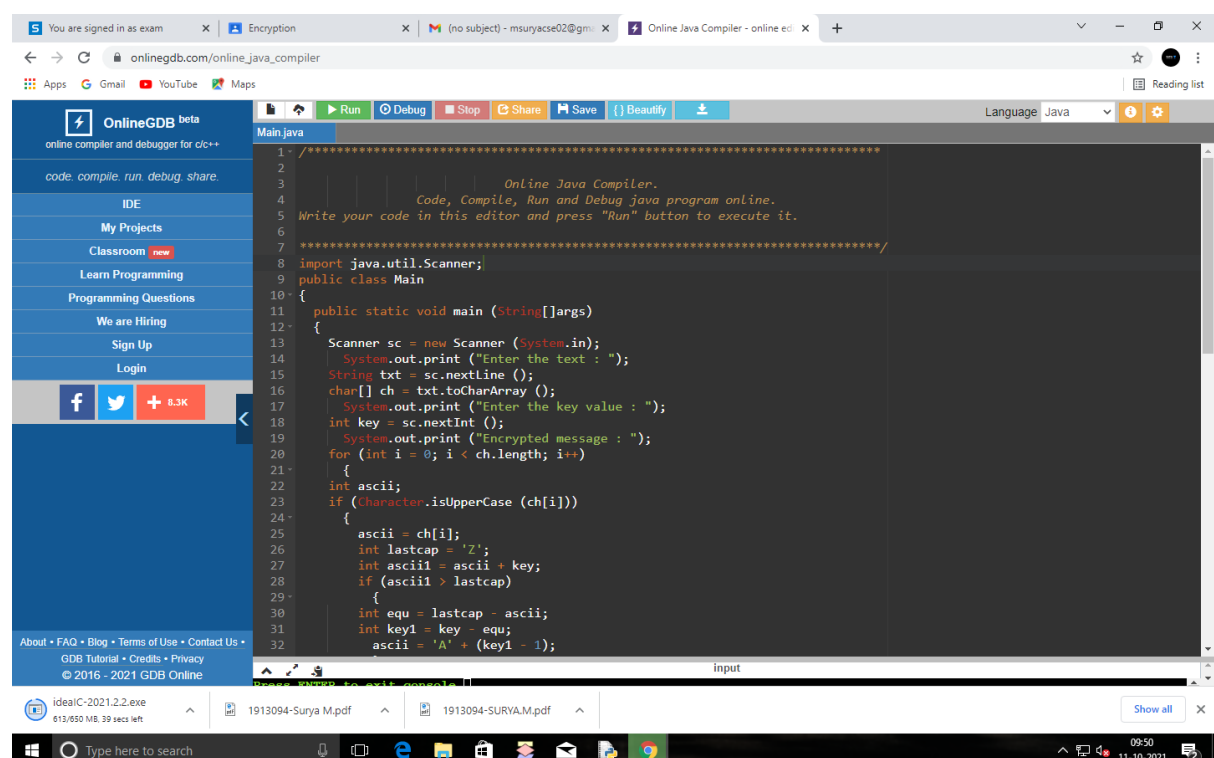 You are signed in as exam
Encryption
(no subject) - msuryacse02@gma
Online Java Compiler - online ed
onlinegdb.com/online_java_compiler
Apps Gmail YouTube Maps
Reading list
OnlineGDB beta
online compiler and debugger for c/c++
code. compile. run. debug. share.
IDE
My Projects
Classroom new
Learn Programming
Programming Questions
We are Hiring
Sign Up
Login
8.3K
About • FAQ • Blog • Terms of Use • Contact Us •
GDB Tutorial • Credits • Privacy
© 2016 - 2021 GDB Online
Run Debug Stop Share Save { } Beautify
Language Java
Main.java
1 /******************************************************************************
2
3 Online Java Compiler.
4 Code, Compile, Run and Debug java program online.
5 Write your code in this editor and press "Run" button to execute it.
6
7 *******************************************************************************/
8 import java.util.Scanner;
9 public class Main
10 {
11 public static void main (String[]args)
12 {
13 Scanner sc = new Scanner (System.in);
14 System.out.print ("Enter the text : ");
15 String txt = sc.nextLine ();
16 char[] ch = txt.toCharArray ();
17 System.out.print ("Enter the key value : ");
18 int key = sc.nextInt ();
19 System.out.print ("Encrypted message : ");
20 for (int i = 0; i < ch.length; i++)
21 {
22 int ascii;
23 if (Character.isUpperCase (ch[i]))
24 {
25 ascii = ch[i];
26 int lastcap = 'Z';
27 int ascii1 = ascii + key;
28 if (ascii1 > lastcap)
29 {
30 int equ = lastcap - ascii;
31 int key1 = key - equ;
32 ascii = 'A' + (key1 - 1);
input
Press ENTER to exit console.
ideaIC-2021.2.2.exe
613/650 MB, 39 secs left
1913094-Surya M.pdf
1913094-SURYA.M.pdf
Show all
Type here to search
09:50
11-10-2021